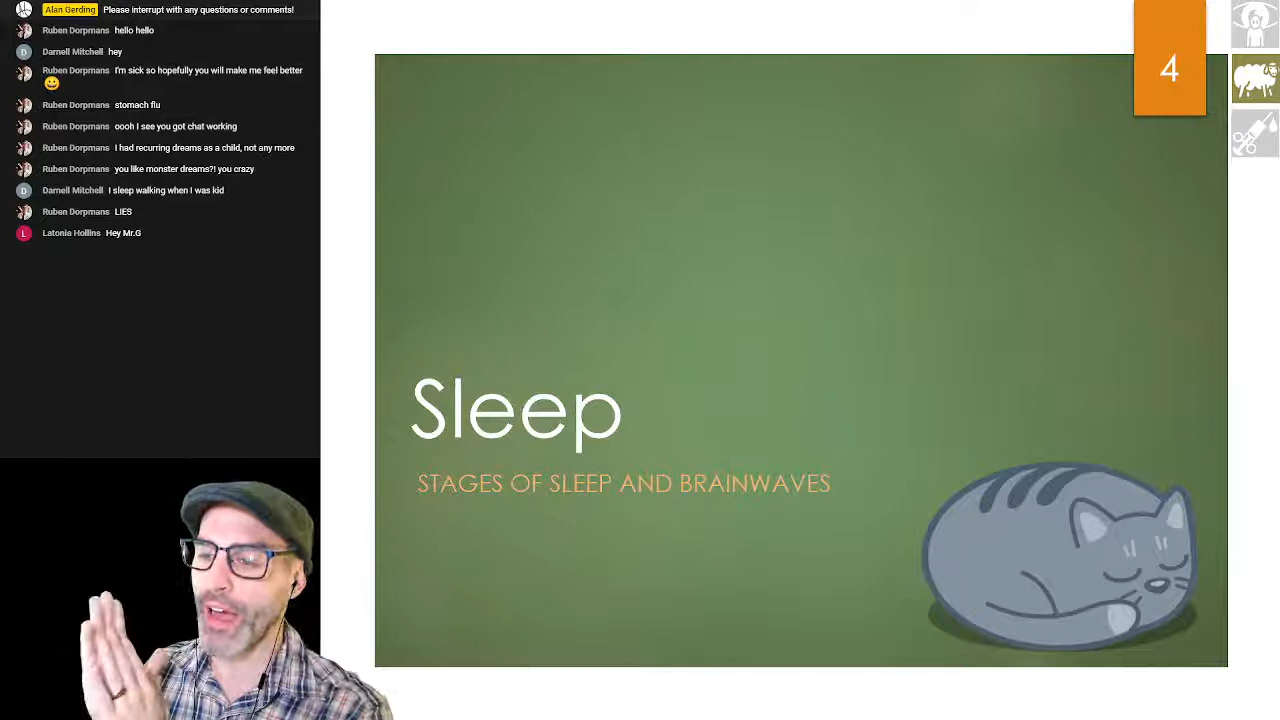 Alan Gerding Please interrupt with any questions or comments!
Ruben Dorpmans hello hello
D Darnell Mitchell hey
Ruben Dorpmans I'm sick so hopefully you will make me feel better
😀
Ruben Dorpmans stomach flu
Ruben Dorpmans oooh I see you got chat working
Ruben Dorpmans I had recurring dreams as a child, not any more
Ruben Dorpmans you like monster dreams?! you crazy
D Darnell Mitchell I sleep walking when I was kid
Ruben Dorpmans LIES
L Latonia Hollins Hey Mr.G
4
Sleep
STAGES OF SLEEP AND BRAINWAVES